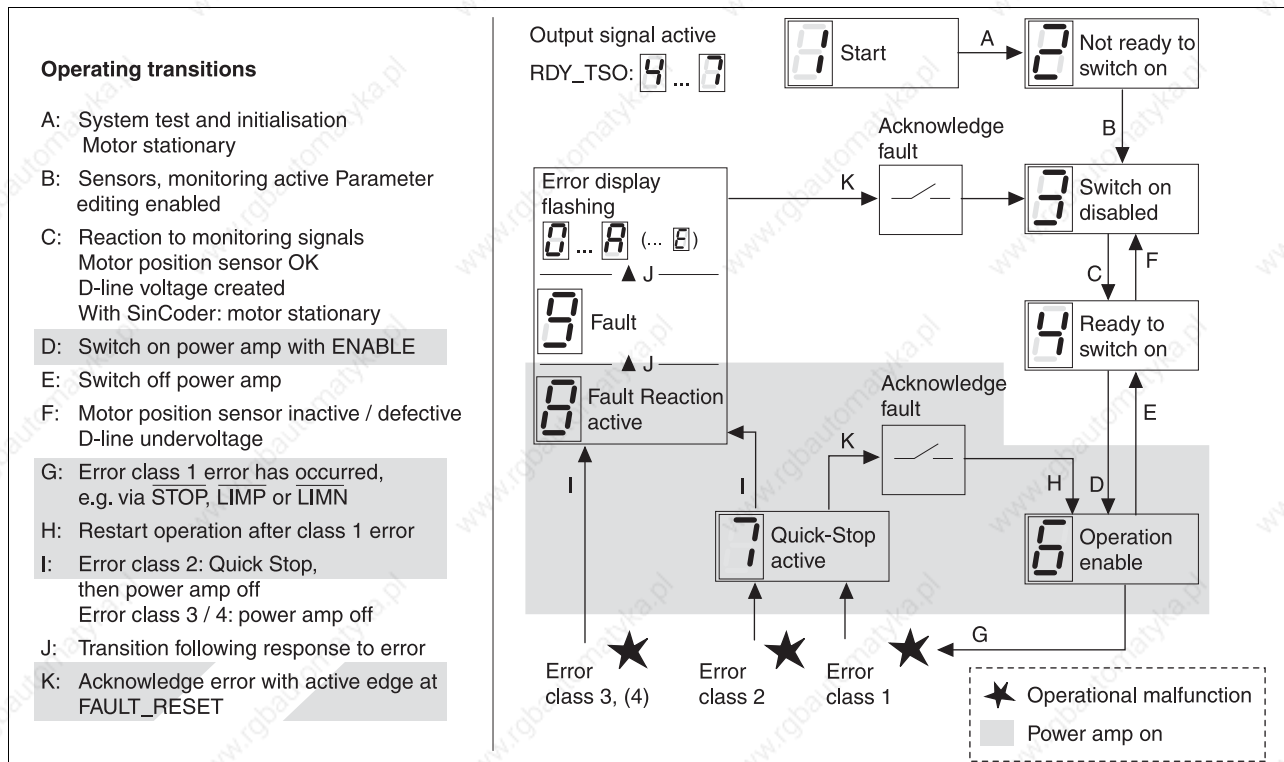 Operating transitions
A: System test and initialisation
Motor stationary
B: Sensors, monitoring active Parameter
editing enabled
C: Reaction to monitoring signals
Motor position sensor OK
D-line voltage created
With SinCoder: motor stationary
D: Switch on power amp with ENABLE
E: Switch off power amp
F: Motor position sensor inactive / defective
D-line undervoltage
G: Error class 1 error has occurred,
e.g. via STOP, LIMP or LIMN
H: Restart operation after class 1 error
I: Error class 2: Quick Stop,
then power amp off
Error class 3 / 4: power amp off
J: Transition following response to error
K: Acknowledge error with active edge at
FAULT_RESET
Output signal active
RDY_TSO: 4 ... 7
1 Start
A
2 Not ready to
switch on
B
Acknowledge
fault
K
3 Switch on
disabled
Error display
flashing
0 ... A (... E)
J
9 Fault
J
8 Fault Reaction
active
C
F
4 Ready to
switch on
Acknowledge
fault
K
E
I
I
H
D
7 Quick-Stop
active
6 Operation
enable
G
Error
class 3, (4)
Error
class 2
Error
class 1
Operational malfunction
Power amp on
www.rgbautomatyka.pl